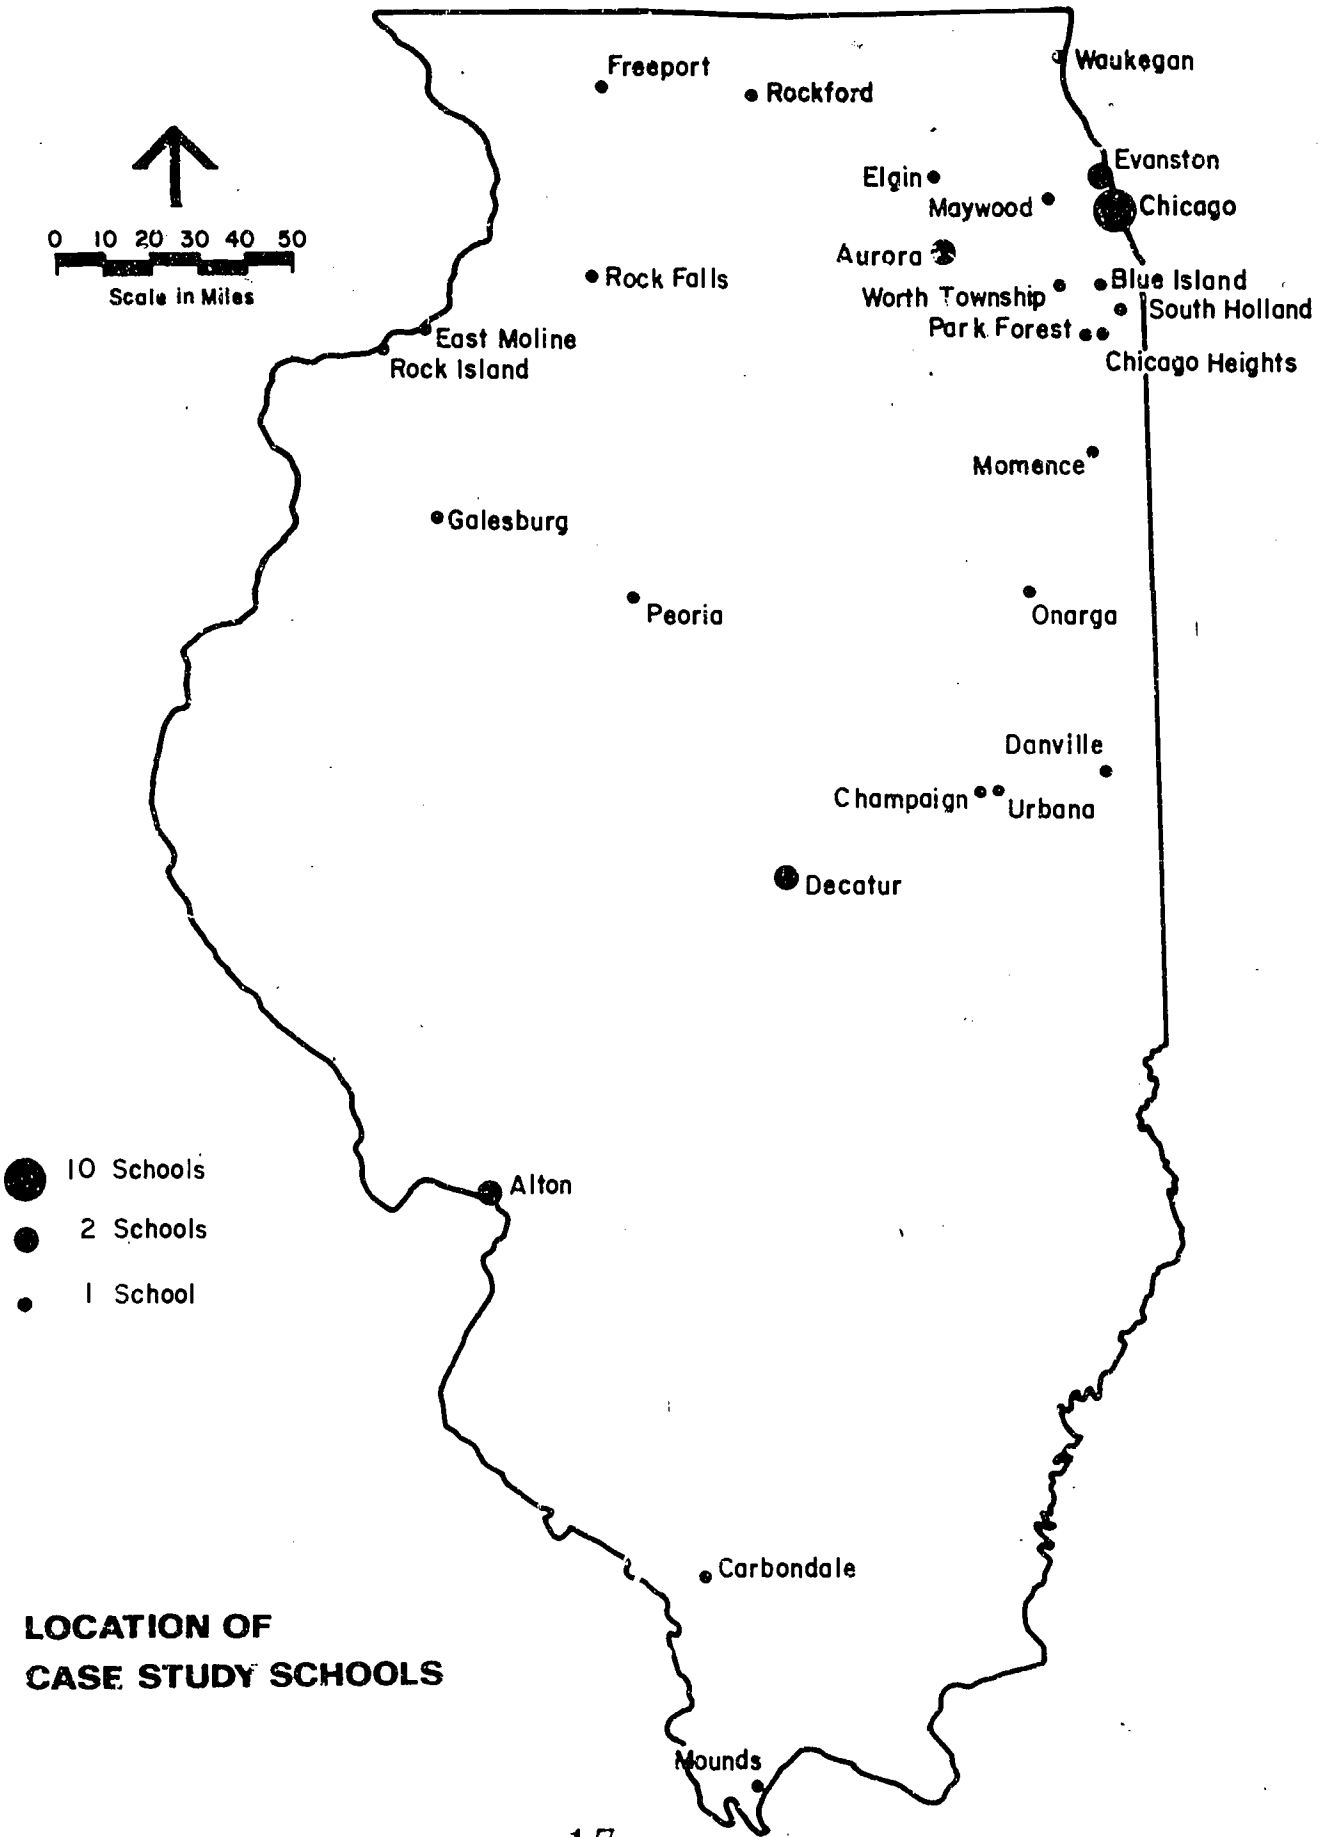 Freeport
Waukegan
Rockford
Evanston
Elgin
Maywood
Chicago
0 10 20 30 40 50
Scale in Miles
Aurora
Rock Falls
Blue Island
Worth Township
South Holland
Park Forest
East Moline
Chicago Heights
Rock Island
Momence
Galesburg
Peoria
Onarga
Danville
Champaign
Urbana
Decatur
10 Schools
Alton
2 Schools
1 School
Carbondale
LOCATION OF
CASE STUDY SCHOOLS
Mounds